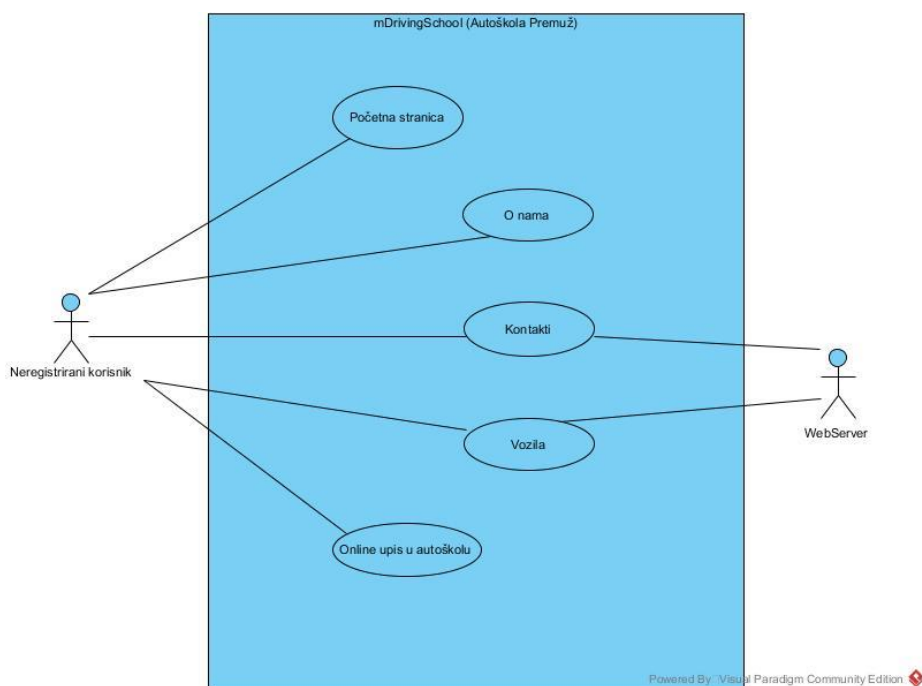 mDrivingSchool (Autoškola Premuž)
Početna stranica
O nama
Kontakti
Neregistrirani korisnik
WebServer
Vozila
Online upis u autoškolu
Powered By Visual Paradigm Community Edition